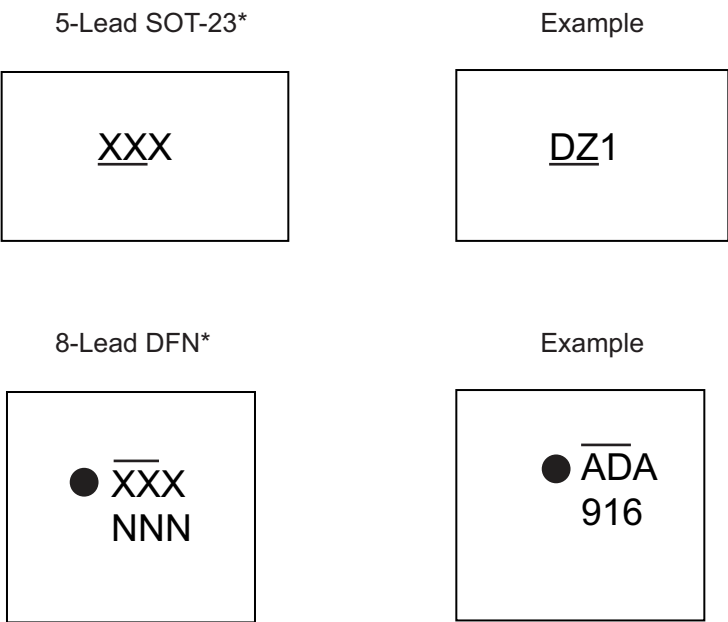 5-Lead SOT-23*
Example
XXX
DZ1
8-Lead DFN*
Example
XXX
NNN
ADA
916